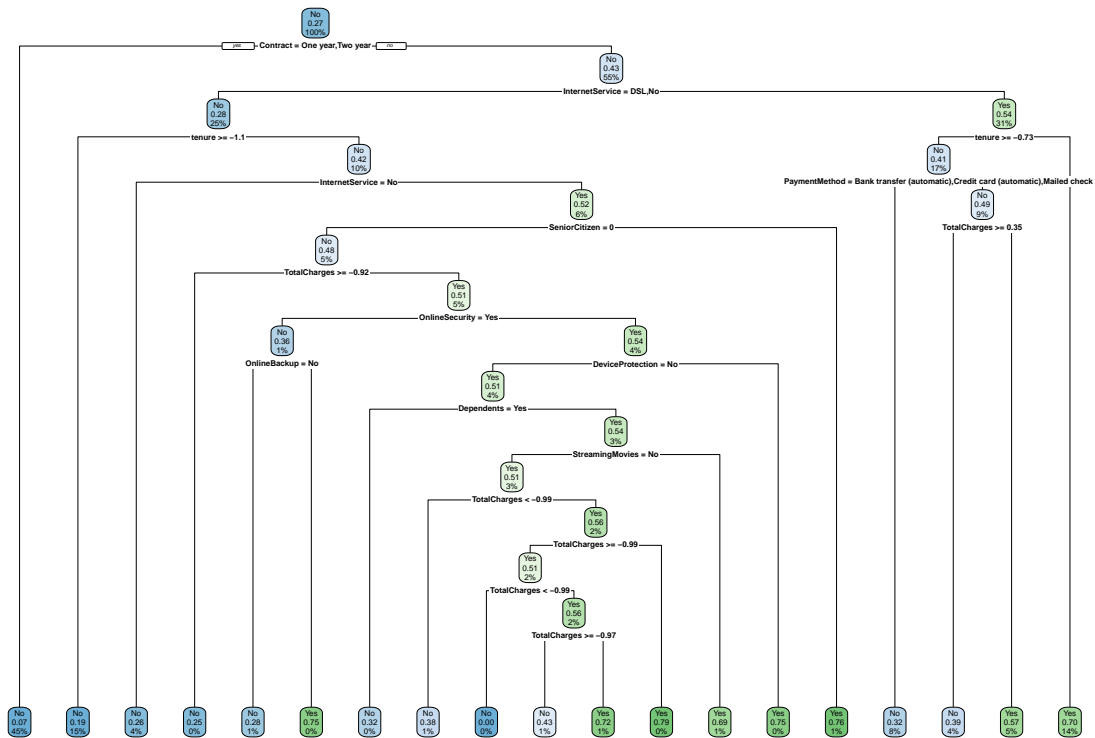 No
0.27
100%
yes
Contract = One year,Two year
no
No
0.43
55%
InternetService = DSL,No
No
0.28
25%
Yes
0.54
31%
tenure >= −1.1
tenure >= −0.73
No
0.42
10%
No
0.41
17%
InternetService = No
PaymentMethod = Bank transfer (automatic),Credit card (automatic),Mailed check
Yes
0.52
6%
No
0.49
9%
SeniorCitizen = 0
TotalCharges >= 0.35
No
0.48
5%
TotalCharges >= −0.92
Yes
0.51
5%
OnlineSecurity = Yes
No
0.36
1%
Yes
0.54
4%
OnlineBackup = No
DeviceProtection = No
Yes
0.51
4%
Dependents = Yes
Yes
0.54
3%
StreamingMovies = No
Yes
0.51
3%
TotalCharges < −0.99
Yes
0.56
2%
TotalCharges >= −0.99
Yes
0.51
2%
TotalCharges < −0.99
Yes
0.56
2%
TotalCharges >= −0.97
No
0.07
45%
No
0.19
15%
No
0.26
4%
No
0.25
0%
No
0.28
1%
Yes
0.75
0%
No
0.32
0%
No
0.38
1%
No
0.00
0%
No
0.43
1%
Yes
0.72
1%
Yes
0.79
0%
Yes
0.69
1%
Yes
0.75
0%
Yes
0.76
1%
No
0.32
8%
No
0.39
4%
Yes
0.57
5%
Yes
0.70
14%